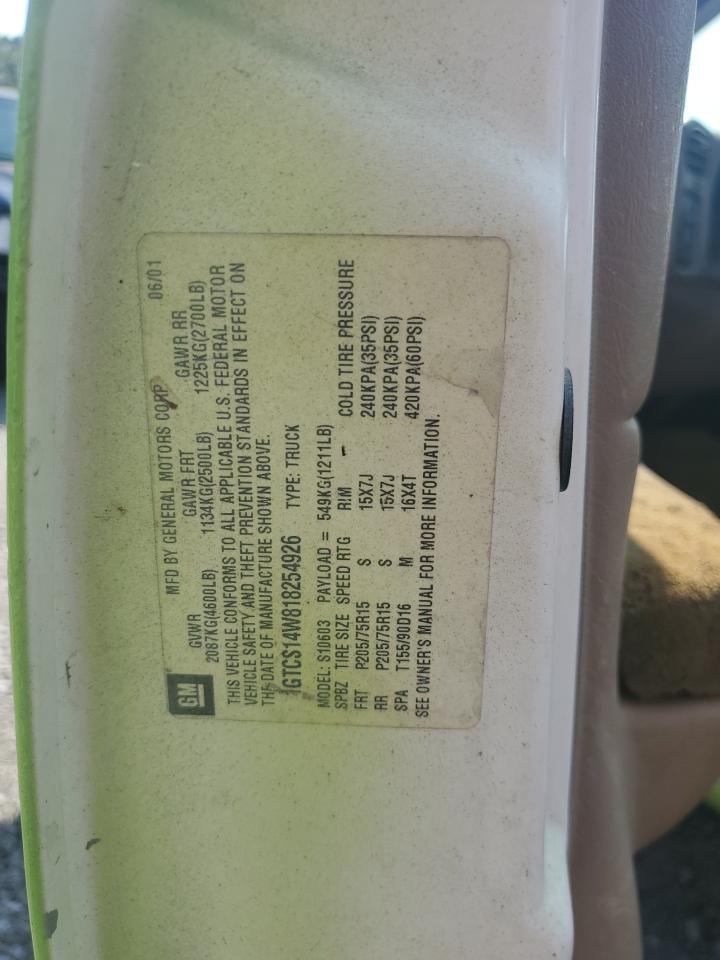 GM
MFD BY GENERAL MOTORS CORP 06/01
GVWR GAWR FRT GAWR RR
2087KG(4600LB) 1134KG(2500LB) 1225KG(2700LB)
THIS VEHICLE CONFORMS TO ALL APPLICABLE U.S. FEDERAL MOTOR
VEHICLE SAFETY AND THEFT PREVENTION STANDARDS IN EFFECT ON
THE DATE OF MANUFACTURE SHOWN ABOVE.
1GTCS14W818254926 TYPE: TRUCK
MODEL: S10603 PAYLOAD = 549KG(1211LB)
SPBZ TIRE SIZE SPEED RTG RIM COLD TIRE PRESSURE
FRT P205/75R15 S 15X7J 240KPA(35PSI)
RR P205/75R15 S 15X7J 240KPA(35PSI)
SPA T155/90D16 M 16X4T 420KPA(60PSI)
SEE OWNER'S MANUAL FOR MORE INFORMATION.